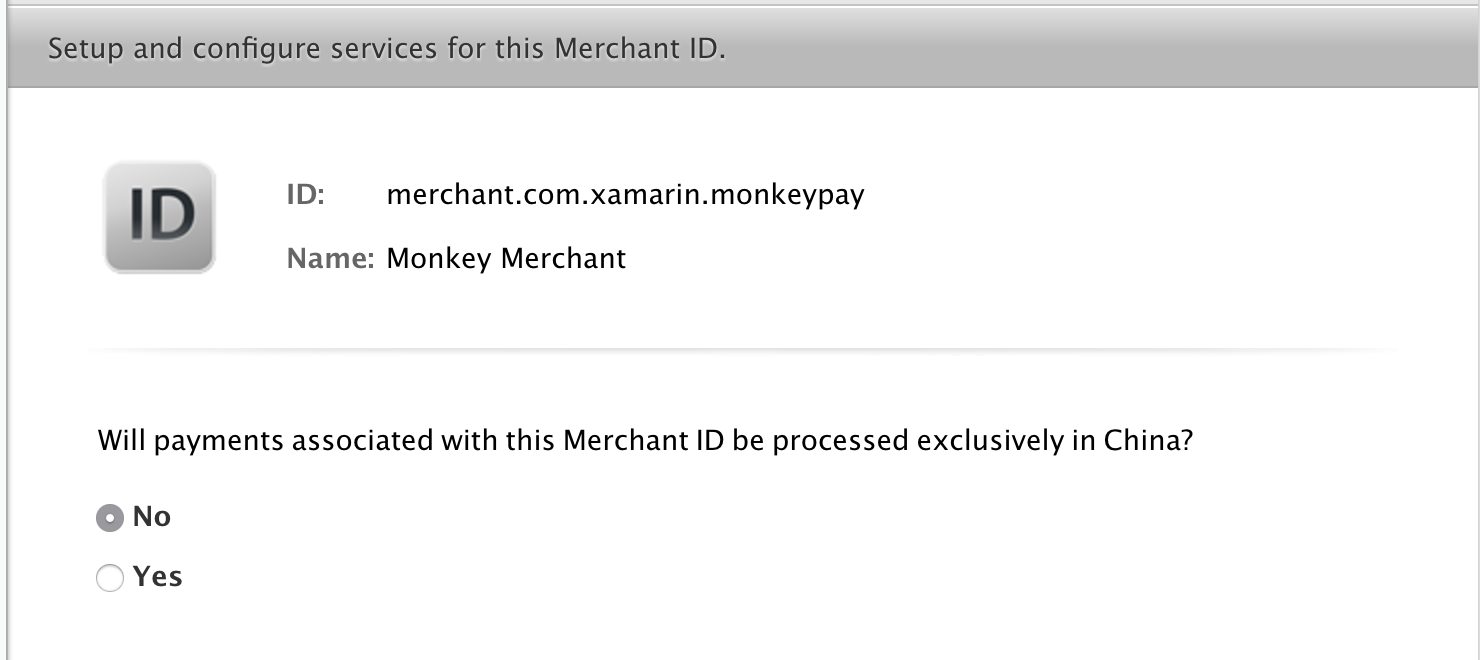 Setup and configure services for this Merchant ID.
ID
ID: merchant.com.xamarin.monkeypay
Name: Monkey Merchant
Will payments associated with this Merchant ID be processed exclusively in China?
No
Yes